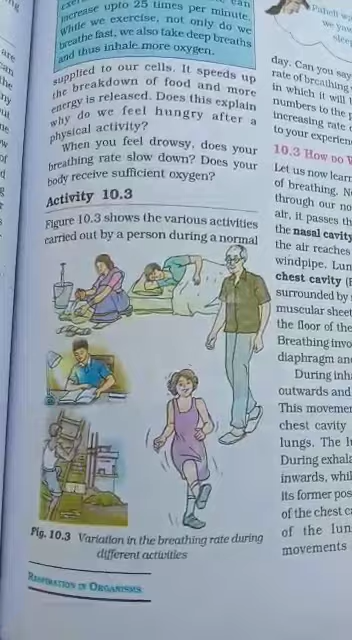 increase upto 25 times per minute.
While we exercise, not only do we
breathe fast, we also take deep breaths
and thus inhale more oxygen.
supplied to our cells. It speeds up
the breakdown of food and more
energy is released. Does this explain
why do we feel hungry after a
physical activity?
When you feel drowsy, does your
breathing rate slow down? Does your
body receive sufficient oxygen?
Activity 10.3
Figure 10.3 shows the various activities
carried out by a person during a normal
Fig. 10.3 Variation in the breathing rate during
different activities
RESPIRATION IN ORGANISMS
day. Can you say
rate of breathing
in which it will
numbers to the
increasing rate
to your experien
10.3 How do
Let us now learn
of breathing.
through our no
air, it passes th
the nasal cavity
the air reaches
windpipe. Lun
chest cavity
surrounded by
muscular sheet
the floor of the
Breathing invo
diaphragm an
During inh
outwards and
This movemen
chest cavity
lungs. The
During exhala
inwards, whil
its former pos
of the chest c
of the lun
movements